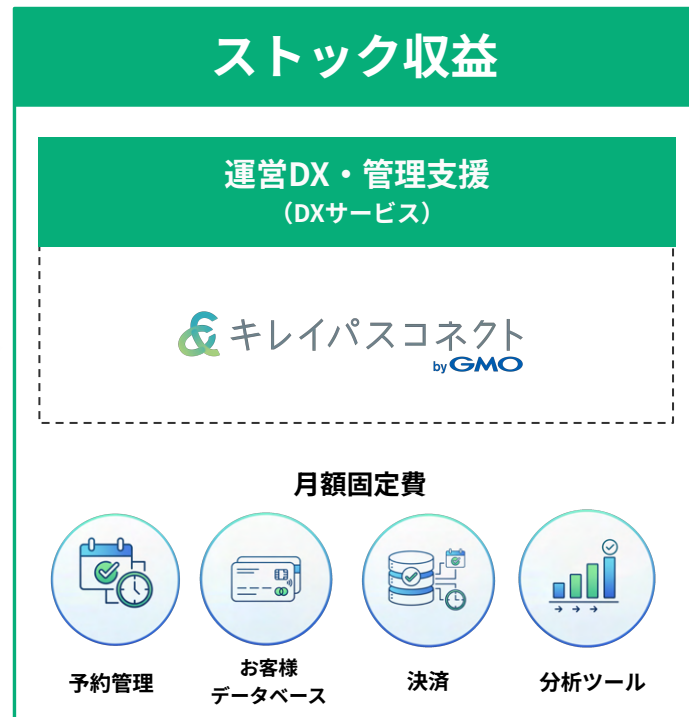 ストック収益
運営DX・管理支援
（DXサービス）
キレイパスコネクト
by GMO
月額固定費
予約管理
お客様
データベース
決済
分析ツール